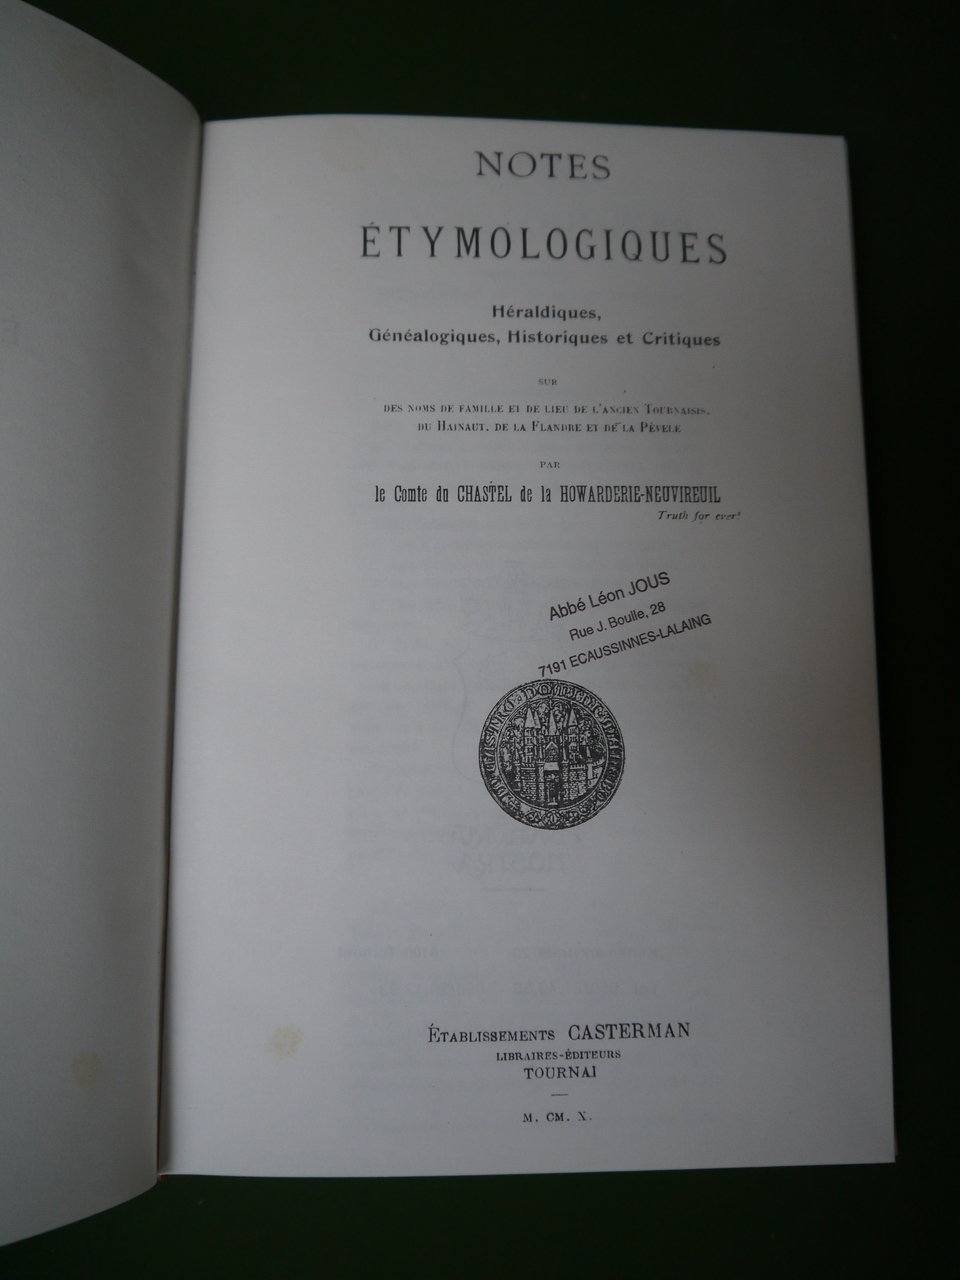 NOTES
ÉTYMOLOGIQUES
Héraldiques,
Généalogiques, Historiques et Critiques
SUR
DES NOMS DE FAMILLE ET DE LIEU DE L'ANCIEN TOURNAISIS,
DU HAINAUT, DE LA FLANDRE ET DE LA PÉVÈLE
PAR
le Comte du CHASTEL de la HOWARDERIE-NEUVIREUIL
Truth for ever!
Abbé Léon JOUS
Rue J. Boulle, 28
7191 ECAUSSINNES-LALAING
ÉTABLISSEMENTS CASTERMAN
LIBRAIRES-ÉDITEURS
TOURNAI
M. CM. X.